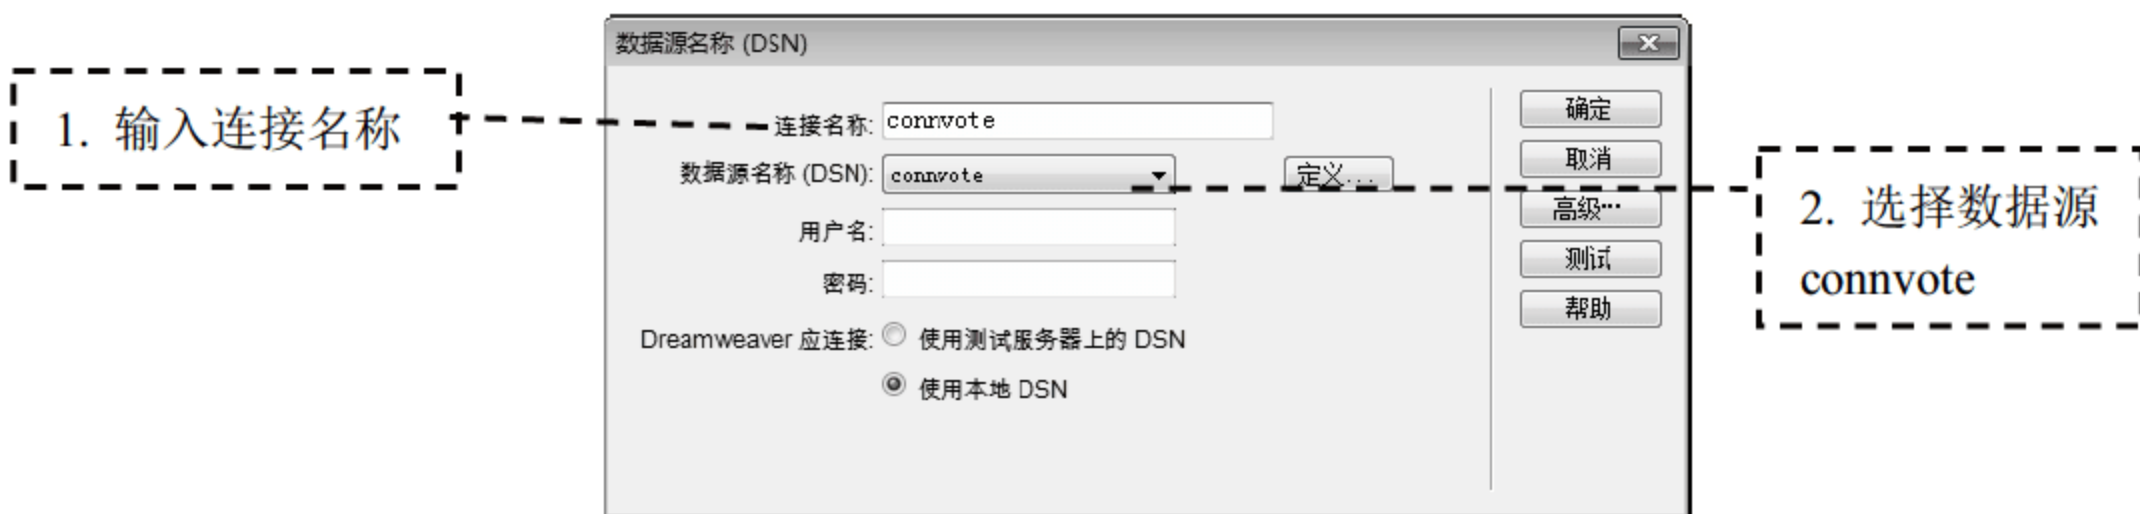 数据源名称 (DSN)
1. 输入连接名称
连接名称: connvote
确定
数据源名称 (DSN): connvote
定义...
取消
用户名:
高级...
2. 选择数据源
connvote
密码:
测试
帮助
Dreamweaver 应连接: 使用测试服务器上的 DSN
使用本地 DSN